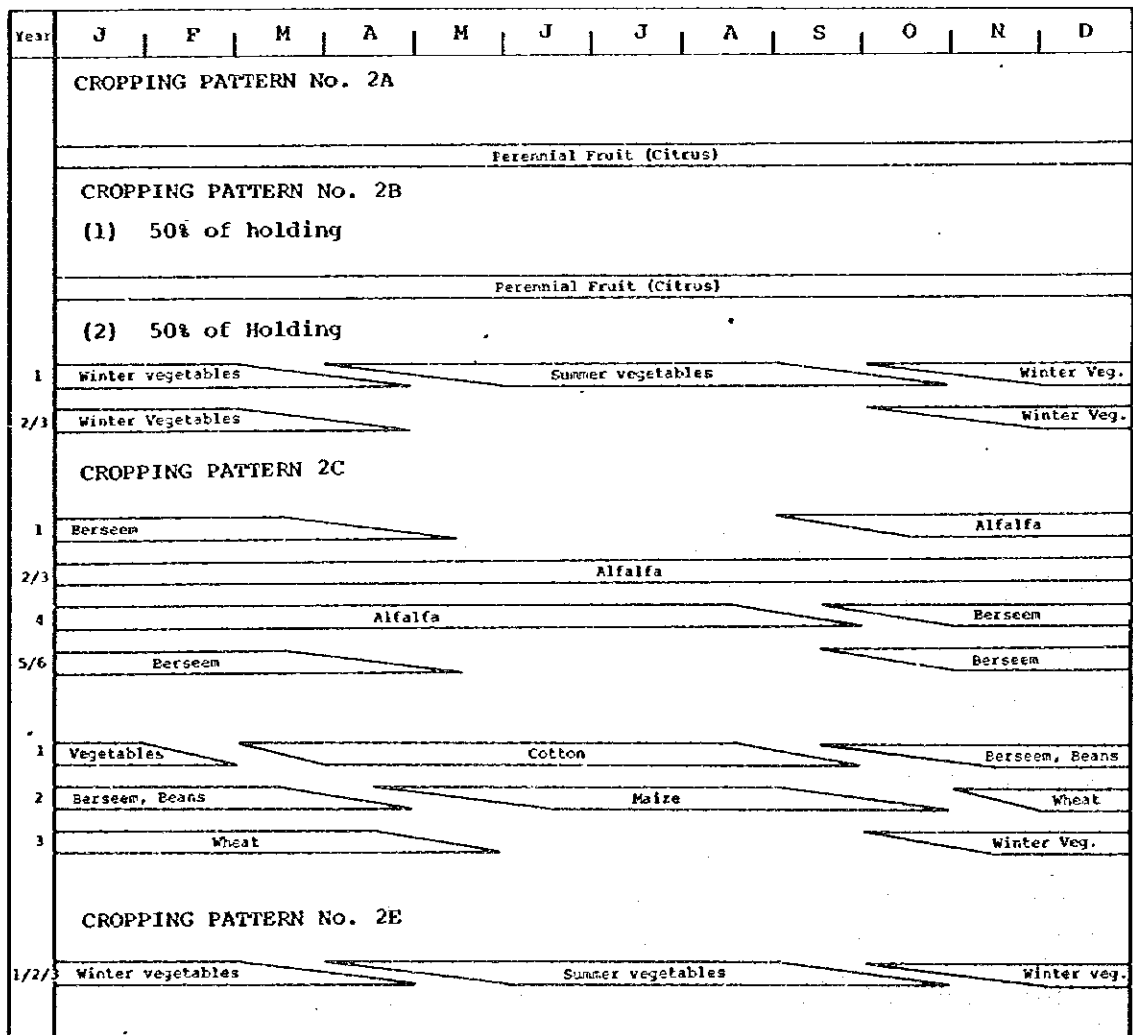 Year J F M A M J J A S O N D
CROPPING PATTERN No. 2A
Perennial Fruit (Citrus)
CROPPING PATTERN No. 2B
(1) 50% of holding
Perennial Fruit (Citrus)
(2) 50% of Holding
1 Winter vegetables Summer vegetables Winter Veg.
2/3 Winter Vegetables Winter Veg.
CROPPING PATTERN 2C
1 Berseem Alfalfa
2/3 Alfalfa
4 Alfalfa Berseem
5/6 Berseem Berseem
1 Vegetables Cotton Berseem, Beans
2 Berseem, Beans Maize Wheat
3 Wheat Winter Veg.
CROPPING PATTERN No. 2E
1/2/3 Winter vegetables Summer vegetables Winter veg.